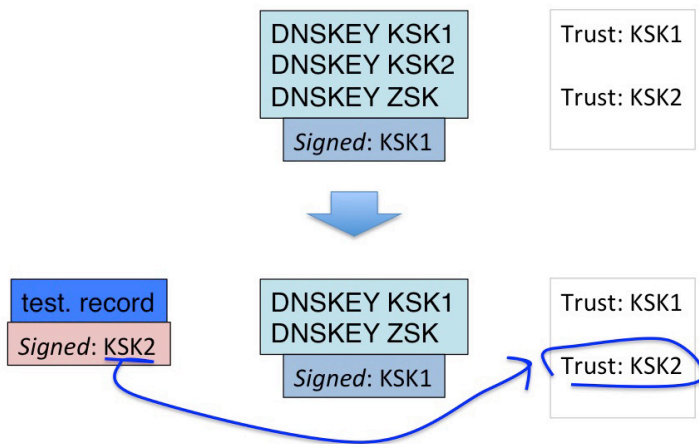 DNSKEY KSK1
DNSKEY KSK2
DNSKEY ZSK
Signed: KSK1
Trust: KSK1
Trust: KSK2
test. record
Signed: KSK2
DNSKEY KSK1
DNSKEY ZSK
Signed: KSK1
Trust: KSK1
Trust: KSK2